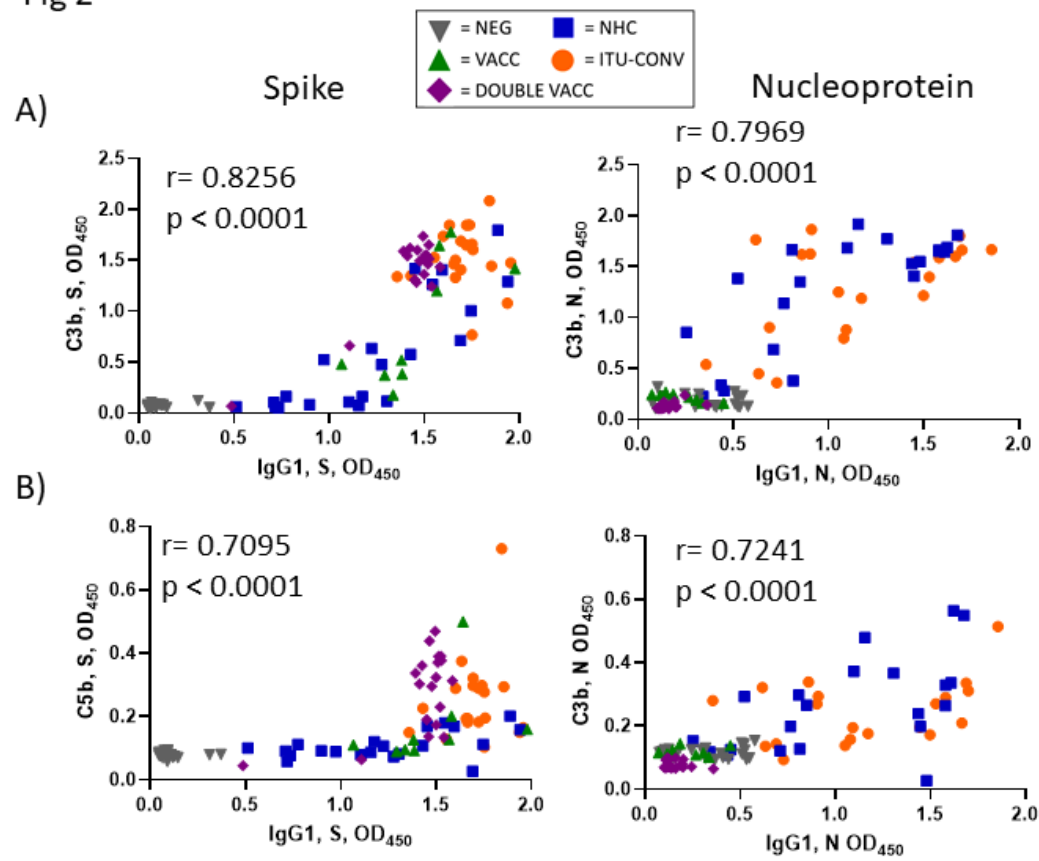 Fig 2
= NEG = NHC
= VACC = ITU-CONV
= DOUBLE VACC
Spike
Nucleoprotein
A)
r= 0.8256
p < 0.0001
C3b, S, OD450
2.5
2.0
1.5
1.0
0.5
0.0
0.0 0.5 1.0 1.5 2.0
IgG1, S, OD450
r= 0.7969
p < 0.0001
C3b, N, OD450
2.5
2.0
1.5
1.0
0.5
0.0
0.0 0.5 1.0 1.5 2.0
IgG1, N, OD450
B)
r= 0.7095
p < 0.0001
C5b, S, OD450
0.8
0.6
0.4
0.2
0.0
0.0 0.5 1.0 1.5 2.0
IgG1, S, OD450
r= 0.7241
p < 0.0001
C3b, N OD450
0.8
0.6
0.4
0.2
0.0
0.0 0.5 1.0 1.5 2.0
IgG1, N OD450